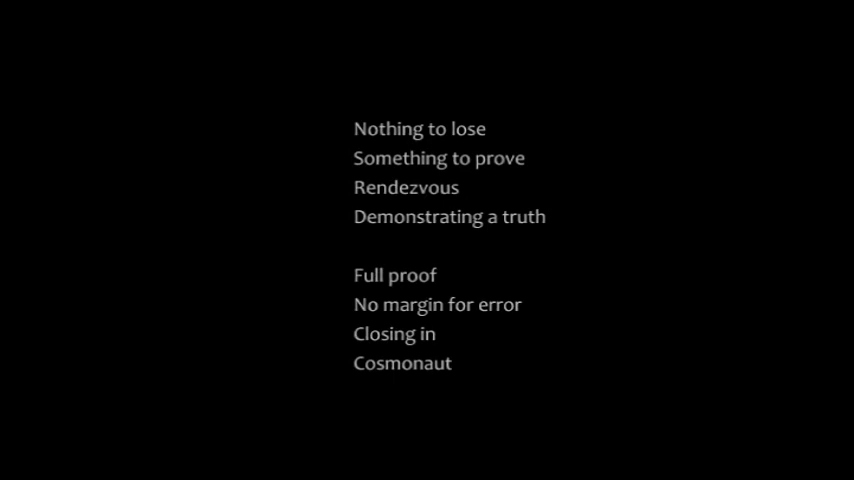 Nothing to lose
Something to prove
Rendezvous
Demonstrating a truth
Full proof
No margin for error
Closing in
Cosmonaut